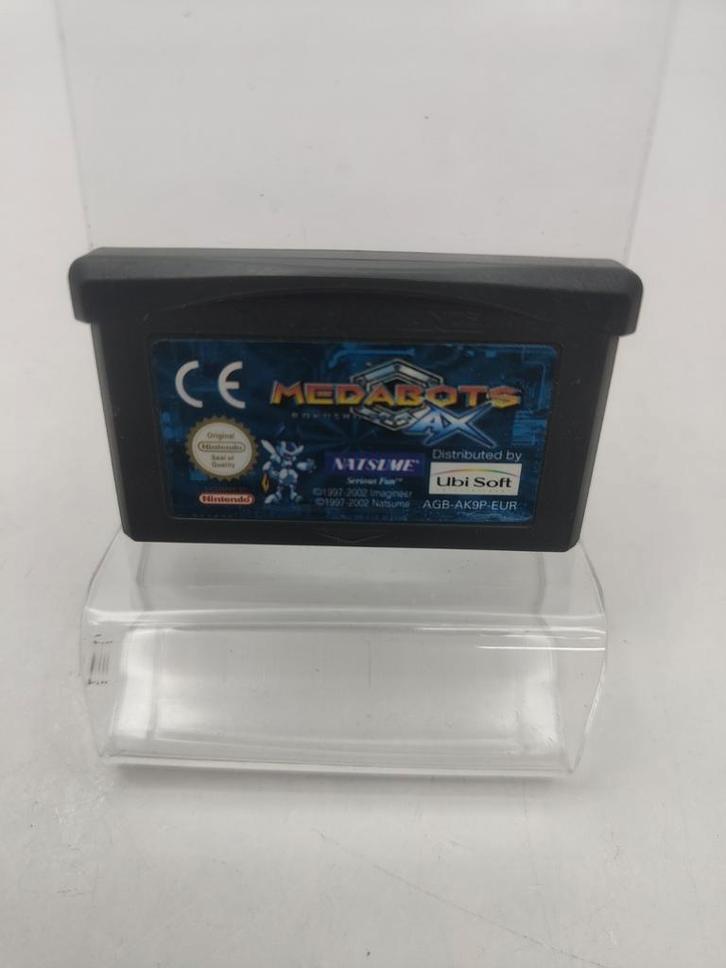 CE
MEDABOTS
AX
Original
Nintendo
Seal of
Quality
Nintendo
NATSUME
Serious Fun™
©1997-2002 Imagineer
©1997-2002 Natsume
Distributed by
Ubi Soft
AGB-AK9P-EUR